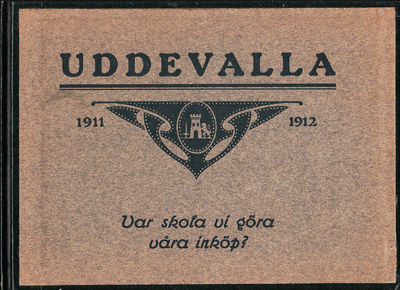 UDDEVALLA
1911 1912
Var skola vi göra
våra inköp?